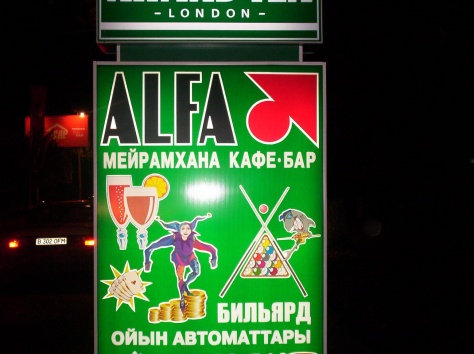 - LONDON -
ALFA
МЕЙРАМХАНА КАФЕ·БАР
БИЛЬЯРД
ОЙЫН АВТОМАТТАРЫ